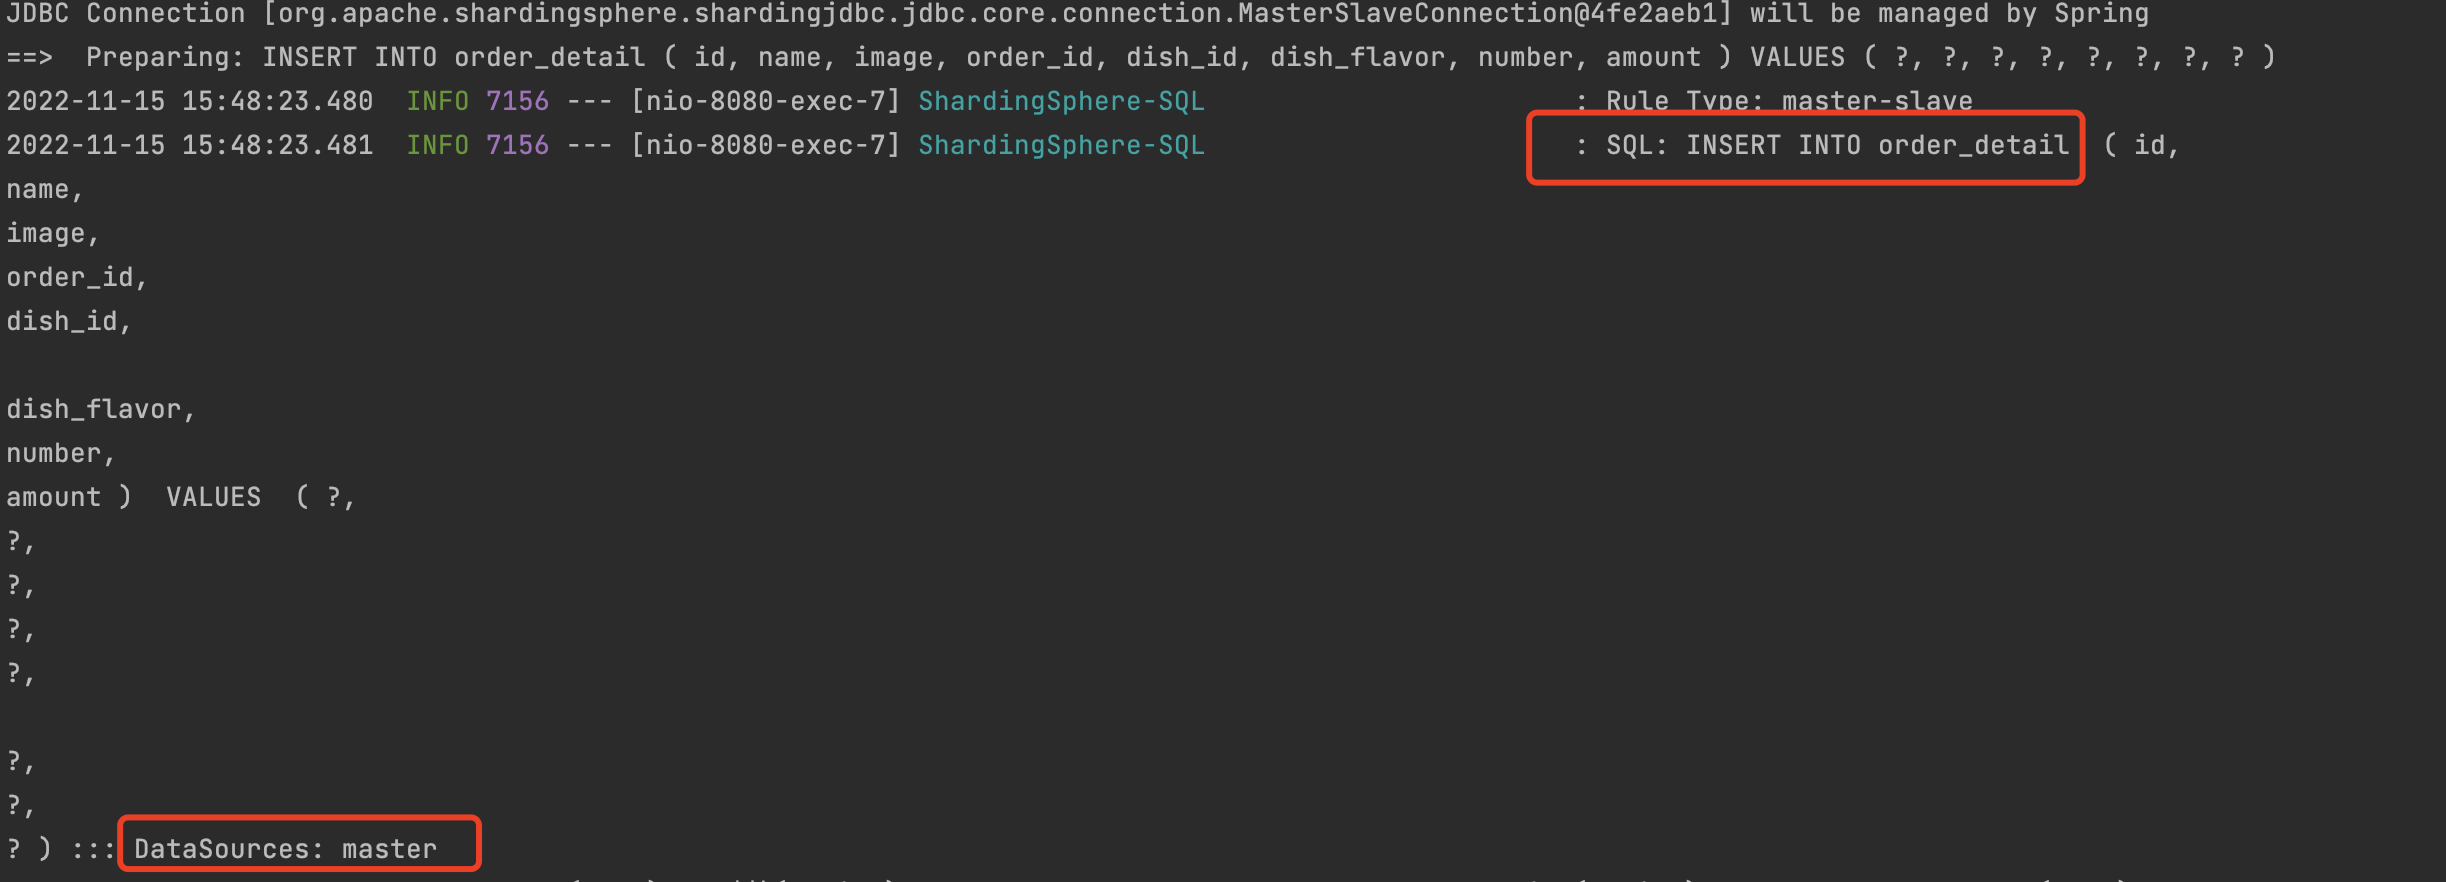 JDBC Connection [org.apache.shardingsphere.shardingjdbc.jdbc.core.connection.MasterSlaveConnection@4fe2aeb1] will be managed by Spring
==>  Preparing: INSERT INTO order_detail ( id, name, image, order_id, dish_id, dish_flavor, number, amount ) VALUES ( ?, ?, ?, ?, ?, ?, ?, ? )
2022-11-15 15:48:23.480  INFO 7156 --- [nio-8080-exec-7] ShardingSphere-SQL                       : Rule Type: master-slave
2022-11-15 15:48:23.481  INFO 7156 --- [nio-8080-exec-7] ShardingSphere-SQL                       : SQL: INSERT INTO order_detail  ( id,
name,
image,
order_id,
dish_id,
dish_flavor,
number,
amount )  VALUES  ( ?,
?,
?,
?,
?,
?,
?,
? ) ::: DataSources: master